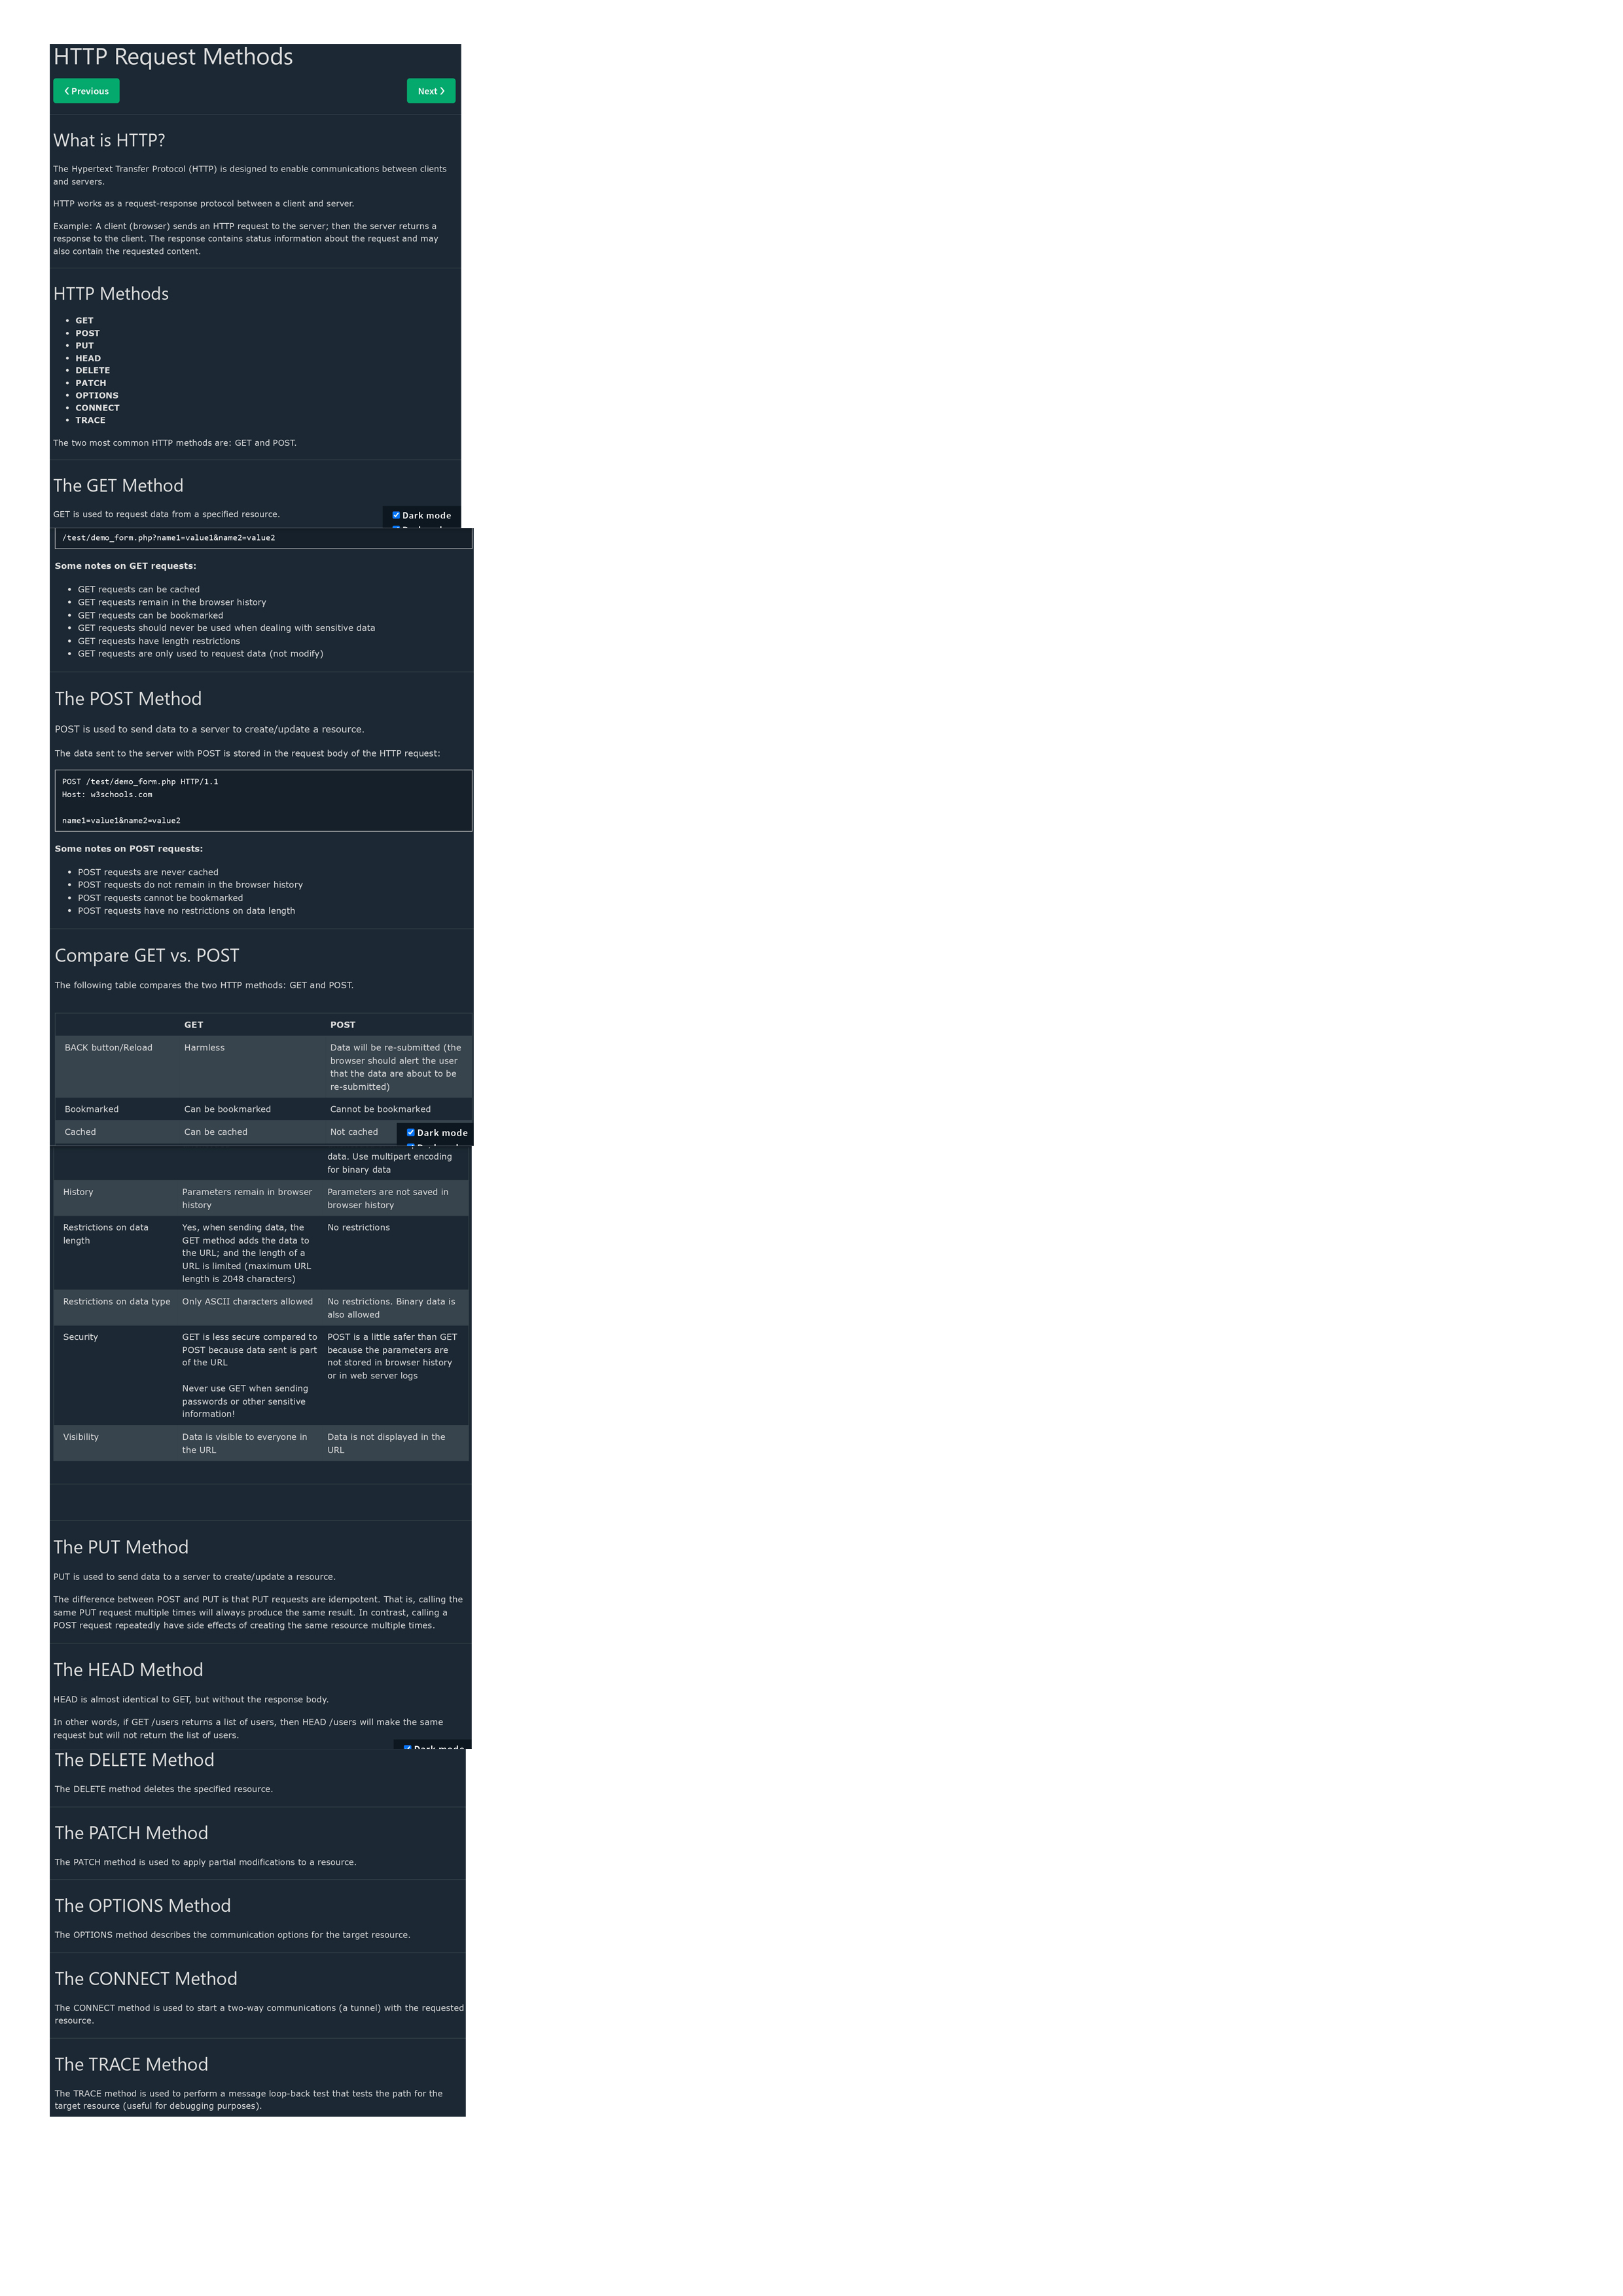 HTTP Request Methods
❮ Previous
Next ❯
What is HTTP?
The Hypertext Transfer Protocol (HTTP) is designed to enable communications between clients
and servers.
HTTP works as a request-response protocol between a client and server.
Example: A client (browser) sends an HTTP request to the server; then the server returns a
response to the client. The response contains status information about the request and may
also contain the requested content.
HTTP Methods
• GET
• POST
• PUT
• HEAD
• DELETE
• PATCH
• OPTIONS
• CONNECT
• TRACE
The two most common HTTP methods are: GET and POST.
The GET Method
GET is used to request data from a specified resource.
Dark mode
/test/demo_form.php?name1=value1&name2=value2
Some notes on GET requests:
• GET requests can be cached
• GET requests remain in the browser history
• GET requests can be bookmarked
• GET requests should never be used when dealing with sensitive data
• GET requests have length restrictions
• GET requests are only used to request data (not modify)
The POST Method
POST is used to send data to a server to create/update a resource.
The data sent to the server with POST is stored in the request body of the HTTP request:
POST /test/demo_form.php HTTP/1.1
Host: w3schools.com
name1=value1&name2=value2
Some notes on POST requests:
• POST requests are never cached
• POST requests do not remain in the browser history
• POST requests cannot be bookmarked
• POST requests have no restrictions on data length
Compare GET vs. POST
The following table compares the two HTTP methods: GET and POST.
GET POST
BACK button/Reload Harmless Data will be re-submitted (the
browser should alert the user
that the data are about to be
re-submitted)
Bookmarked Can be bookmarked Cannot be bookmarked
Cached Can be cached Not cached
Dark mode
data. Use multipart encoding
for binary data
History Parameters remain in browser Parameters are not saved in
history browser history
Restrictions on data Yes, when sending data, the No restrictions
length GET method adds the data to
the URL; and the length of a
URL is limited (maximum URL
length is 2048 characters)
Restrictions on data type Only ASCII characters allowed No restrictions. Binary data is
also allowed
Security GET is less secure compared to POST is a little safer than GET
POST because data sent is part because the parameters are
of the URL not stored in browser history
or in web server logs
Never use GET when sending
passwords or other sensitive
information!
Visibility Data is visible to everyone in Data is not displayed in the
the URL URL
The PUT Method
PUT is used to send data to a server to create/update a resource.
The difference between POST and PUT is that PUT requests are idempotent. That is, calling the
same PUT request multiple times will always produce the same result. In contrast, calling a
POST request repeatedly have side effects of creating the same resource multiple times.
The HEAD Method
HEAD is almost identical to GET, but without the response body.
In other words, if GET /users returns a list of users, then HEAD /users will make the same
request but will not return the list of users.
Dark mode
The DELETE Method
The DELETE method deletes the specified resource.
The PATCH Method
The PATCH method is used to apply partial modifications to a resource.
The OPTIONS Method
The OPTIONS method describes the communication options for the target resource.
The CONNECT Method
The CONNECT method is used to start a two-way communications (a tunnel) with the requested
resource.
The TRACE Method
The TRACE method is used to perform a message loop-back test that tests the path for the
target resource (useful for debugging purposes).